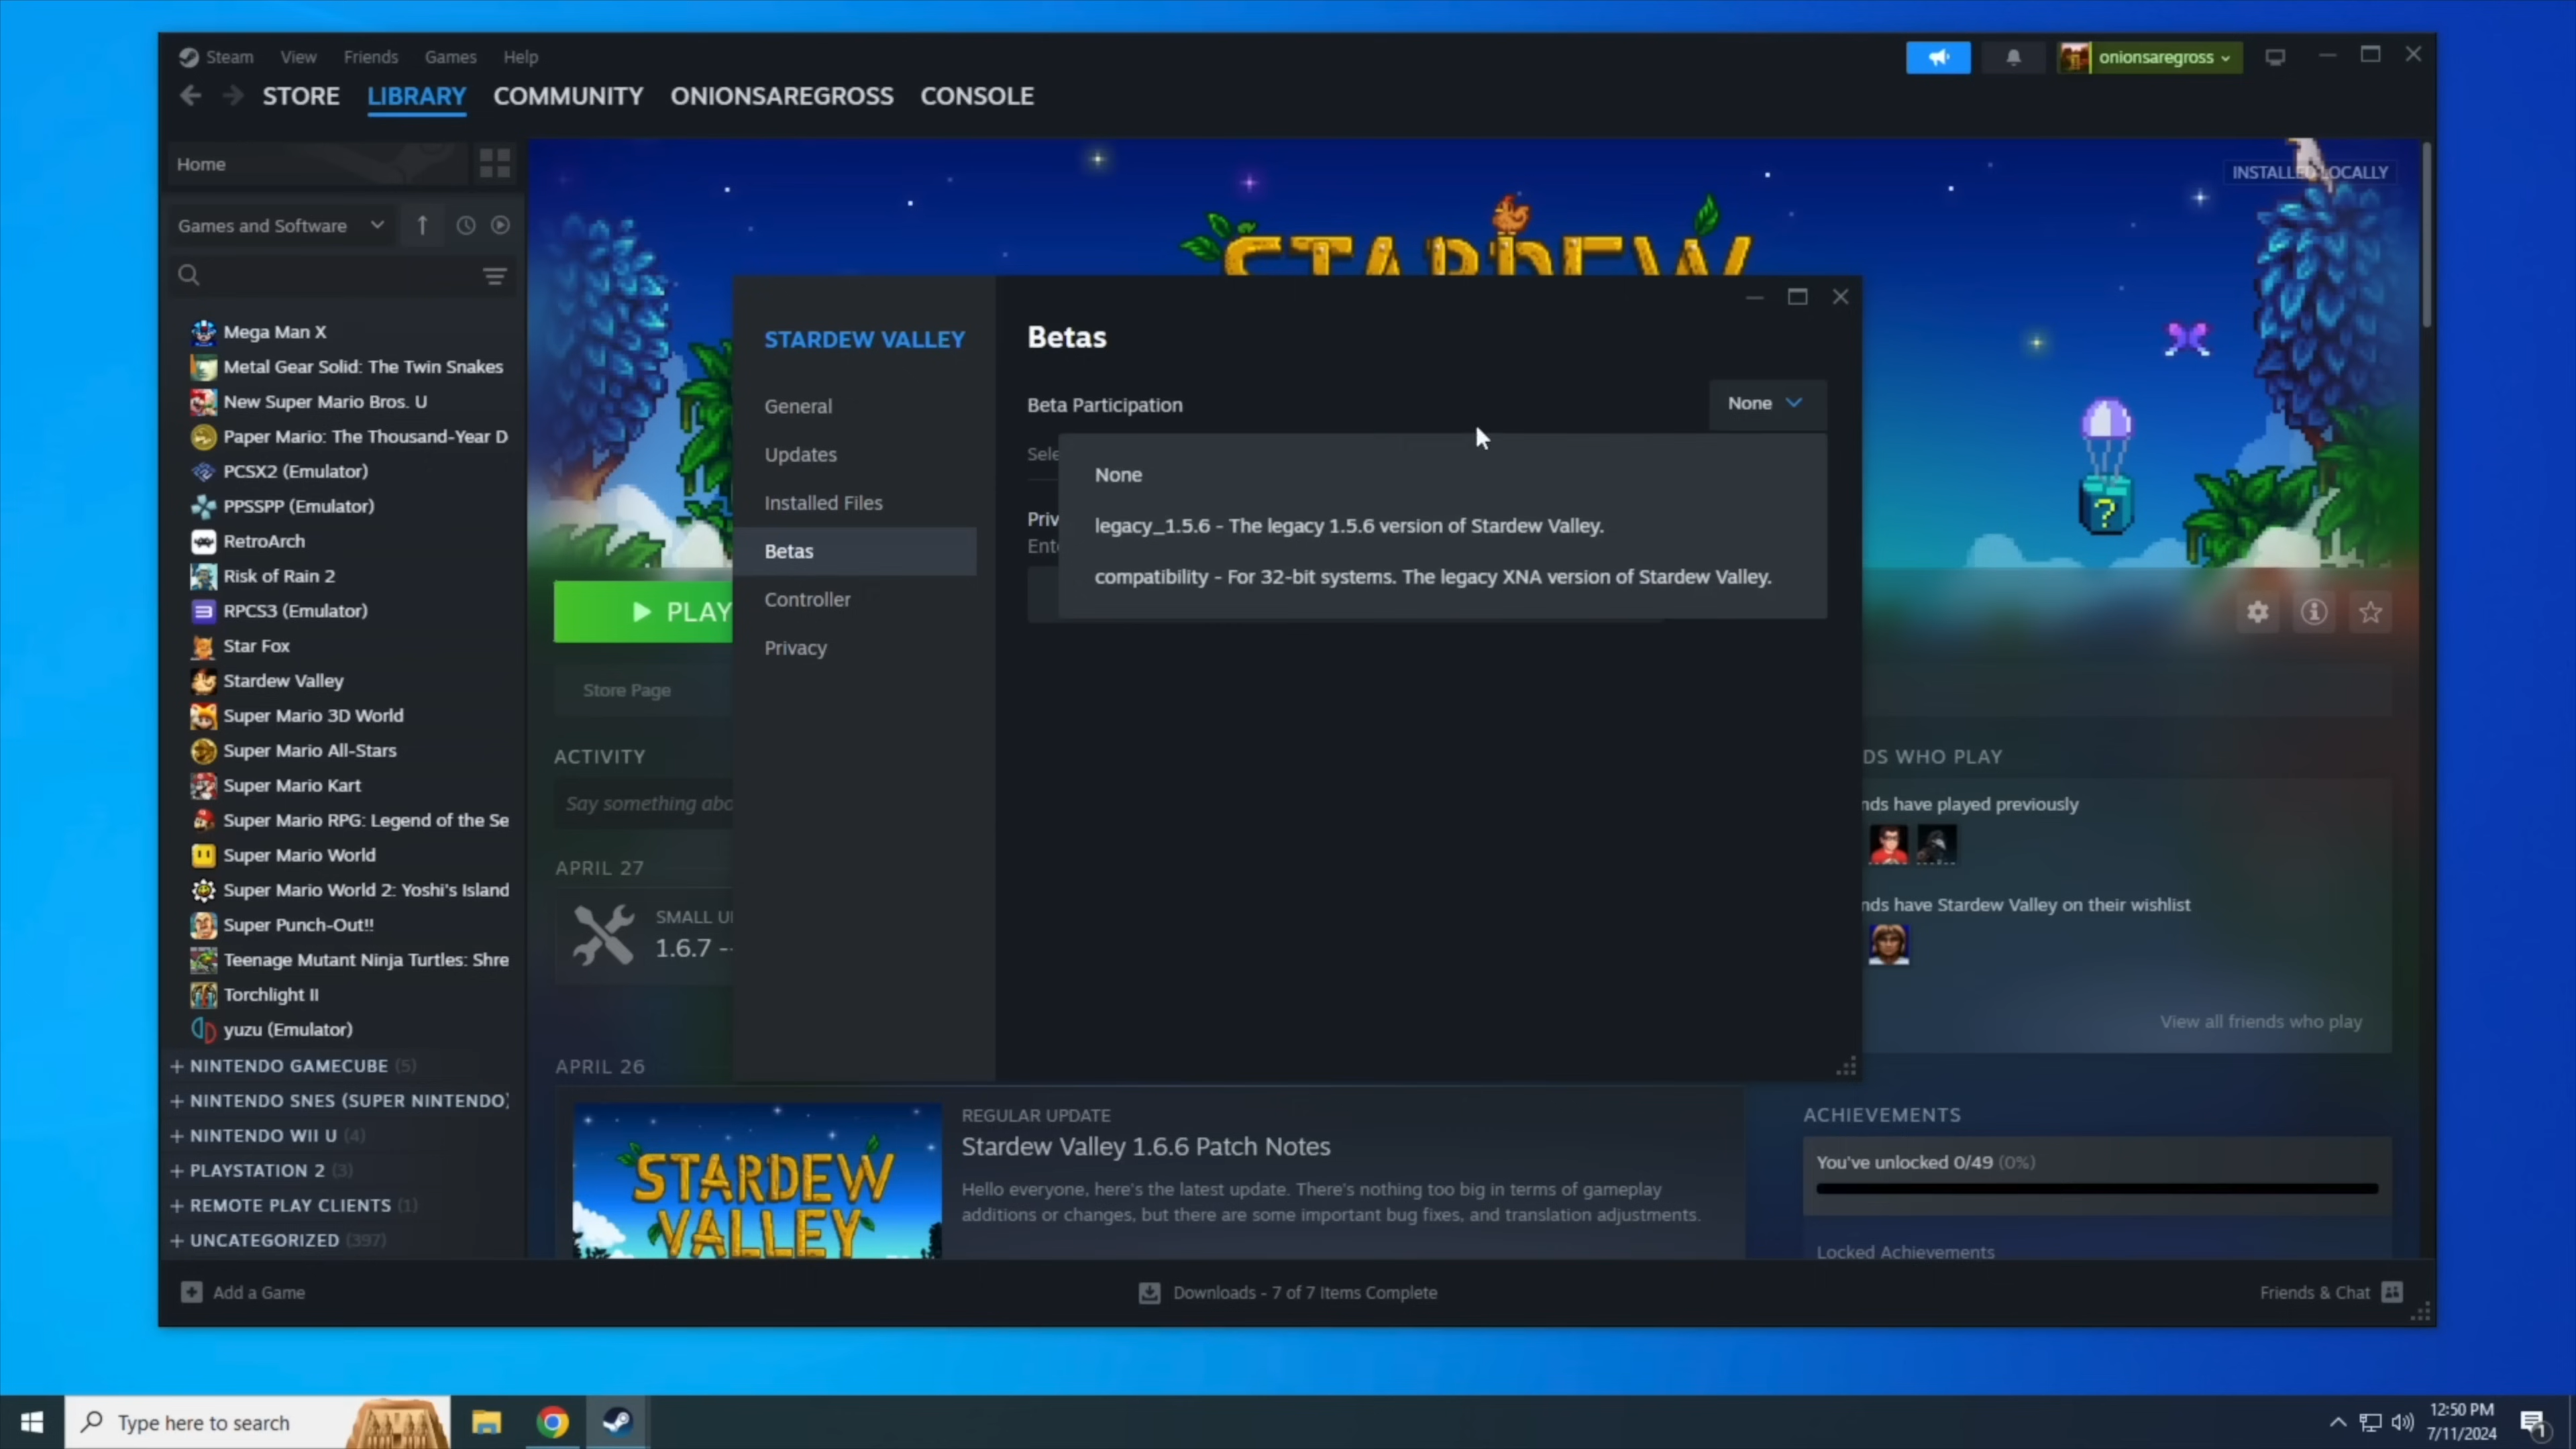 Steam View Friends Games Help
onionsaregross
STORE LIBRARY COMMUNITY ONIONSAREGROSS CONSOLE
Home
Games and Software
Mega Man X
Metal Gear Solid: The Twin Snakes
New Super Mario Bros. U
Paper Mario: The Thousand-Year D
PCSX2 (Emulator)
PPSSPP (Emulator)
RetroArch
Risk of Rain 2
RPCS3 (Emulator)
Star Fox
Stardew Valley
Super Mario 3D World
Super Mario All-Stars
Super Mario Kart
Super Mario RPG: Legend of the Se
Super Mario World
Super Mario World 2: Yoshi's Island
Super Punch-Out!!
Teenage Mutant Ninja Turtles: Shre
Torchlight II
yuzu (Emulator)
+ NINTENDO GAMECUBE (5)
+ NINTENDO SNES (SUPER NINTENDO)
+ NINTENDO WII U (4)
+ PLAYSTATION 2 (3)
+ REMOTE PLAY CLIENTS (1)
+ UNCATEGORIZED (397)
INSTALLED LOCALLY
STARDEW
STARDEW VALLEY
General
Updates
Installed Files
Betas
Controller
Privacy
Betas
Beta Participation
None
Sele
Priv
Ente
None
legacy_1.5.6 - The legacy 1.5.6 version of Stardew Valley.
compatibility - For 32-bit systems. The legacy XNA version of Stardew Valley.
?
PLAY
Store Page
ACTIVITY
Say something abo
APRIL 27
SMALL U
1.6.7 --
APRIL 26
STARDEW
VALLEY
REGULAR UPDATE
Stardew Valley 1.6.6 Patch Notes
Hello everyone, here's the latest update. There's nothing too big in terms of gameplay
additions or changes, but there are some important bug fixes, and translation adjustments.
DS WHO PLAY
nds have played previously
nds have Stardew Valley on their wishlist
View all friends who play
ACHIEVEMENTS
You've unlocked 0/49 (0%)
Locked Achievements
Add a Game
Downloads - 7 of 7 Items Complete
Friends & Chat
Type here to search
12:50 PM
7/11/2024
1